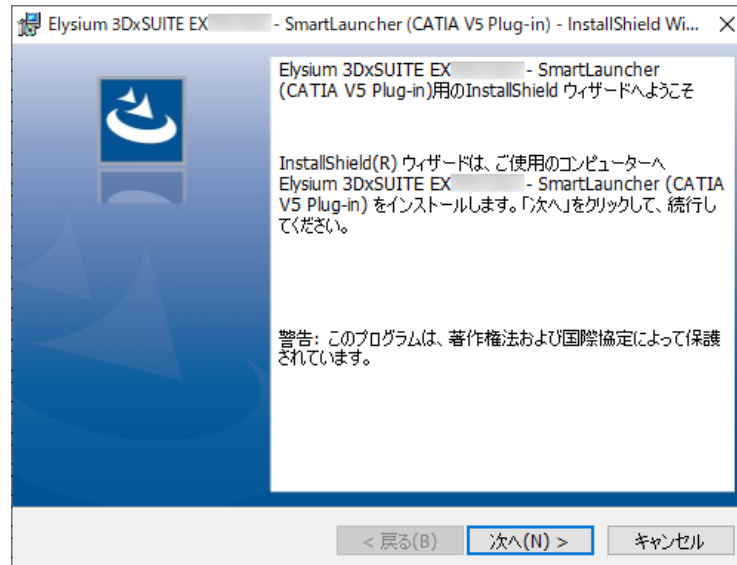 Elysium 3DxSUITE EX - SmartLauncher (CATIA V5 Plug-in) - InstallShield Wi...
Elysium 3DxSUITE EX - SmartLauncher
(CATIA V5 Plug-in)用のInstallShield ウィザードへようこそ
InstallShield(R) ウィザードは、ご使用のコンピューターへ
Elysium 3DxSUITE EX - SmartLauncher (CATIA
V5 Plug-in) をインストールします。「次へ」をクリックして、続行し
てください。
警告: このプログラムは、著作権法および国際協定によって保護
されています。
< 戻る(B)
次へ(N) >
キャンセル